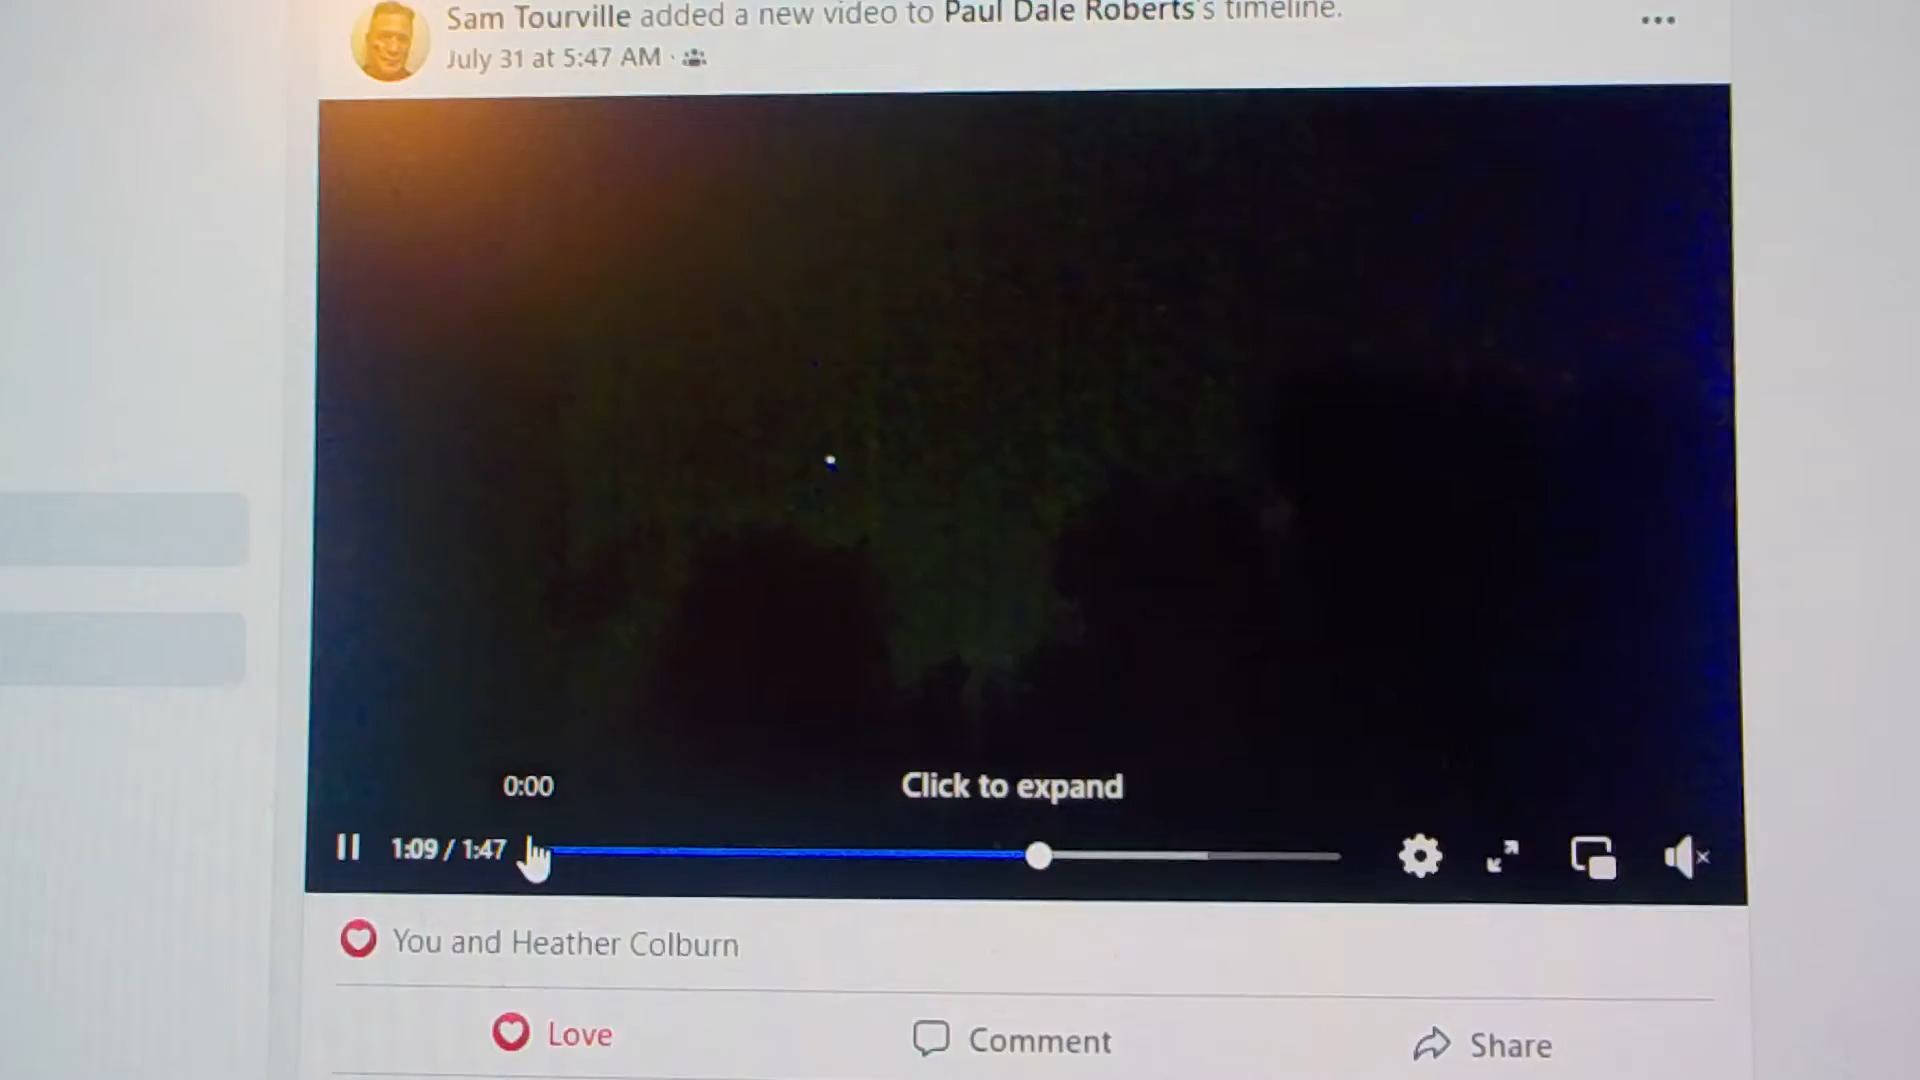 Sam Tourville added a new video to Paul Dale Roberts's timeline.
July 31 at 5:47 AM ·
0:00
Click to expand
1:09 / 1:47
You and Heather Colburn
Love
Comment
Share